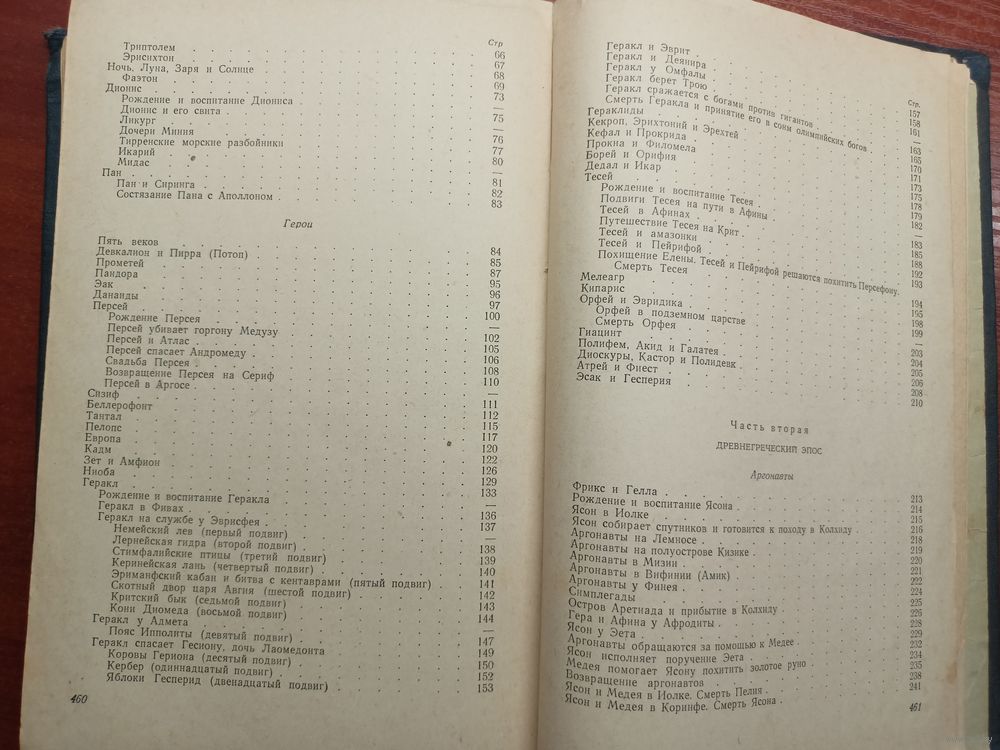 Стр
Триптолем . . . 66
Эрисихтон . . . 67
Ночь, Луна, Заря и Солнце . . . 68
Фаэтон . . . 69
Дионис . . . 73
Рождение и воспитание Диониса . . . —
Дионис и его свита . . . 75
Ликург . . . —
Дочери Миния . . . 76
Тирренские морские разбойники . . . 77
Икарий . . . 80
Мидас . . . —
Пан . . . 81
Пан и Сиринга . . . 82
Состязание Пана с Аполлоном . . . 83
Герои
Пять веков . . . 84
Девкалион и Пирра (Потоп) . . . 85
Прометей . . . 87
Пандора . . . 95
Эак . . . 96
Данаиды . . . 97
Персей . . . 100
Рождение Персея . . . —
Персей убивает горгону Медузу . . . 102
Персей и Атлас . . . 105
Персей спасает Андромеду . . . 106
Свадьба Персея . . . 108
Возвращение Персея на Сериф . . . 110
Персей в Аргосе . . . —
Сизиф . . . 111
Беллерофонт . . . 112
Тантал . . . 115
Пелопс . . . 117
Европа . . . 120
Кадм . . . 122
Зет и Амфион . . . 126
Ниоба . . . 129
Геракл . . . 133
Рождение и воспитание Геракла . . . —
Геракл в Фивах . . . 136
Геракл на службе у Эврисфея . . . 137
Немейский лев (первый подвиг) . . . —
Лернейская гидра (второй подвиг) . . . 138
Стимфалийские птицы (третий подвиг) . . . 139
Керинейская лань (четвертый подвиг) . . . 140
Эриманфский кабан и битва с кентаврами (пятый подвиг) . . . 141
Скотный двор царя Авгия (шестой подвиг) . . . 142
Критский бык (седьмой подвиг) . . . 143
Кони Диомеда (восьмой подвиг) . . . 144
Геракл у Адмета . . . —
Пояс Ипполиты (девятый подвиг) . . . 147
Геракл спасает Гесиону, дочь Лаомедонта . . . 149
Коровы Гериона (десятый подвиг) . . . 150
Кербер (одиннадцатый подвиг) . . . 152
Яблоки Гесперид (двенадцатый подвиг) . . . 153
460
Стр.
Геракл и Эврит . . . 157
Геракл и Деянира . . . 158
Геракл у Омфалы . . . 161
Геракл берет Трою . . . —
Геракл сражается с богами против гигантов . . . 163
Смерть Геракла и принятие его в сонм олимпийских богов . . . 165
Гераклиды . . . 170
Кекроп, Эрихтоний и Эрехтей . . . 171
Кефал и Прокрида . . . 173
Прокна и Филомела . . . 175
Борей и Орифия . . . 178
Дедал и Икар . . . 179
Тесей . . . 182
Рождение и воспитание Тесея . . . —
Подвиги Тесея на пути в Афины . . . 183
Тесей в Афинах . . . 185
Путешествие Тесея на Крит . . . 188
Тесей и амазонки . . . 192
Тесей и Пейрифой . . . 193
Похищение Елены. Тесей и Пейрифой решаются похитить Персефону.
Смерть Тесея . . . 194
Мелеагр . . . 195
Кипарис . . . 198
Орфей и Эвридика . . . 199
Орфей в подземном царстве . . . —
Смерть Орфея . . . 203
Гиацинт . . . 204
Полифем, Акид и Галатея . . . 205
Диоскуры, Кастор и Полидевк . . . 206
Атрей и Фиест . . . 208
Эсак и Гесперия . . . 210
Часть вторая
ДРЕВНЕГРЕЧЕСКИЙ ЭПОС
Аргонавты
Фрикс и Гелла . . . 213
Рождение и воспитание Ясона . . . 214
Ясон в Иолке . . . 215
Ясон собирает спутников и готовится к походу в Колхиду . . . 216
Аргонавты на Лемносе . . . 218
Аргонавты на полуострове Кизике . . . 219
Аргонавты в Мизии . . . 220
Аргонавты в Вифинии (Амик) . . . 221
Аргонавты у Финея . . . 222
Симплегады . . . 224
Остров Аретиада и прибытие в Колхиду . . . 225
Гера и Афина у Афродиты . . . 226
Ясон у Эета . . . 228
Аргонавты обращаются за помощью к Медее . . . 229
Ясон исполняет поручение Эета . . . 232
Медея помогает Ясону похитить золотое руно . . . 234
Возвращение аргонавтов . . . 235
Ясон и Медея в Иолке. Смерть Пелия . . . 238
Ясон и Медея в Коринфе. Смерть Ясона . . . 241
461